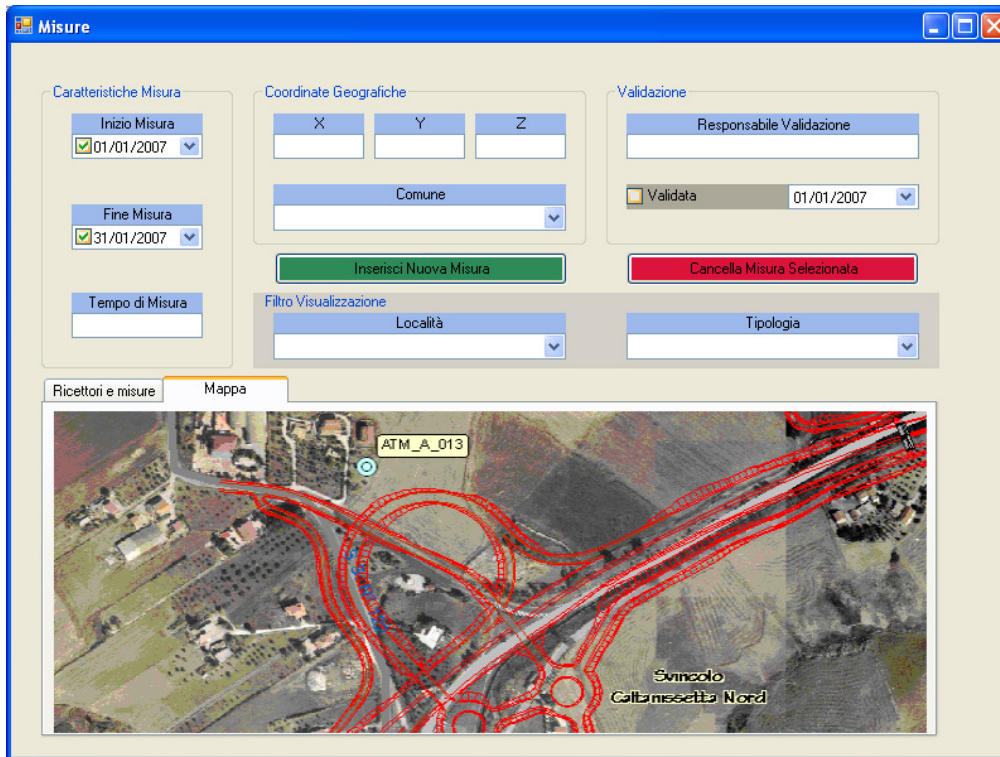 Misure
Caratteristiche Misura
Inizio Misura
01/01/2007
Fine Misura
31/01/2007
Tempo di Misura
Coordinate Geografiche
X Y Z
Comune
Validazione
Responsabile Validazione
Validata 01/01/2007
Inserisci Nuova Misura
Cancella Misura Selezionata
Filtro Visualizzazione
Località
Tipologia
Ricettori e misure Mappa
ATM_A_013
Svincolo
Caltanissetta Nord